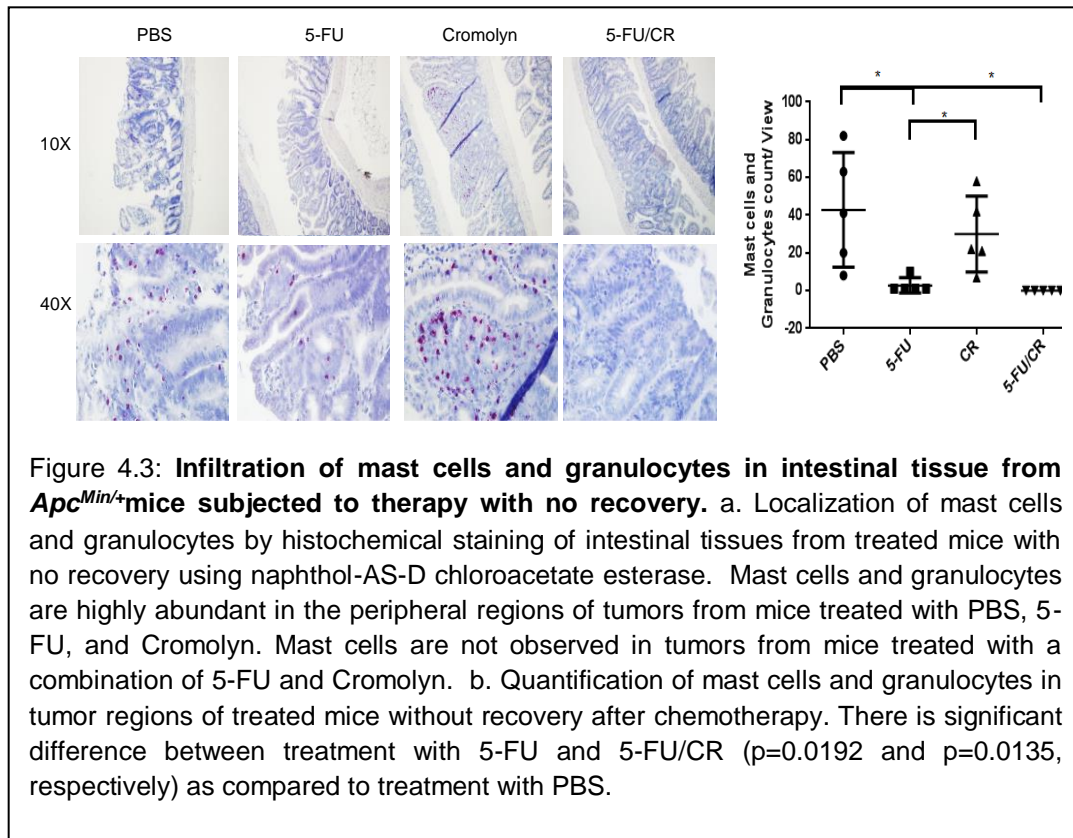 PBS 5-FU Cromolyn 5-FU/CR
10X
40X
* *
*
Mast cells and
Granulocytes count/ View
100
80
60
40
20
0
-20
PBS
5-FU
CR
5-FU/CR
Figure 4.3: Infiltration of mast cells and granulocytes in intestinal tissue from
ApcMin/+mice subjected to therapy with no recovery. a. Localization of mast cells
and granulocytes by histochemical staining of intestinal tissues from treated mice with
no recovery using naphthol-AS-D chloroacetate esterase. Mast cells and granulocytes
are highly abundant in the peripheral regions of tumors from mice treated with PBS, 5-
FU, and Cromolyn. Mast cells are not observed in tumors from mice treated with a
combination of 5-FU and Cromolyn. b. Quantification of mast cells and granulocytes in
tumor regions of treated mice without recovery after chemotherapy. There is significant
difference between treatment with 5-FU and 5-FU/CR (p=0.0192 and p=0.0135,
respectively) as compared to treatment with PBS.